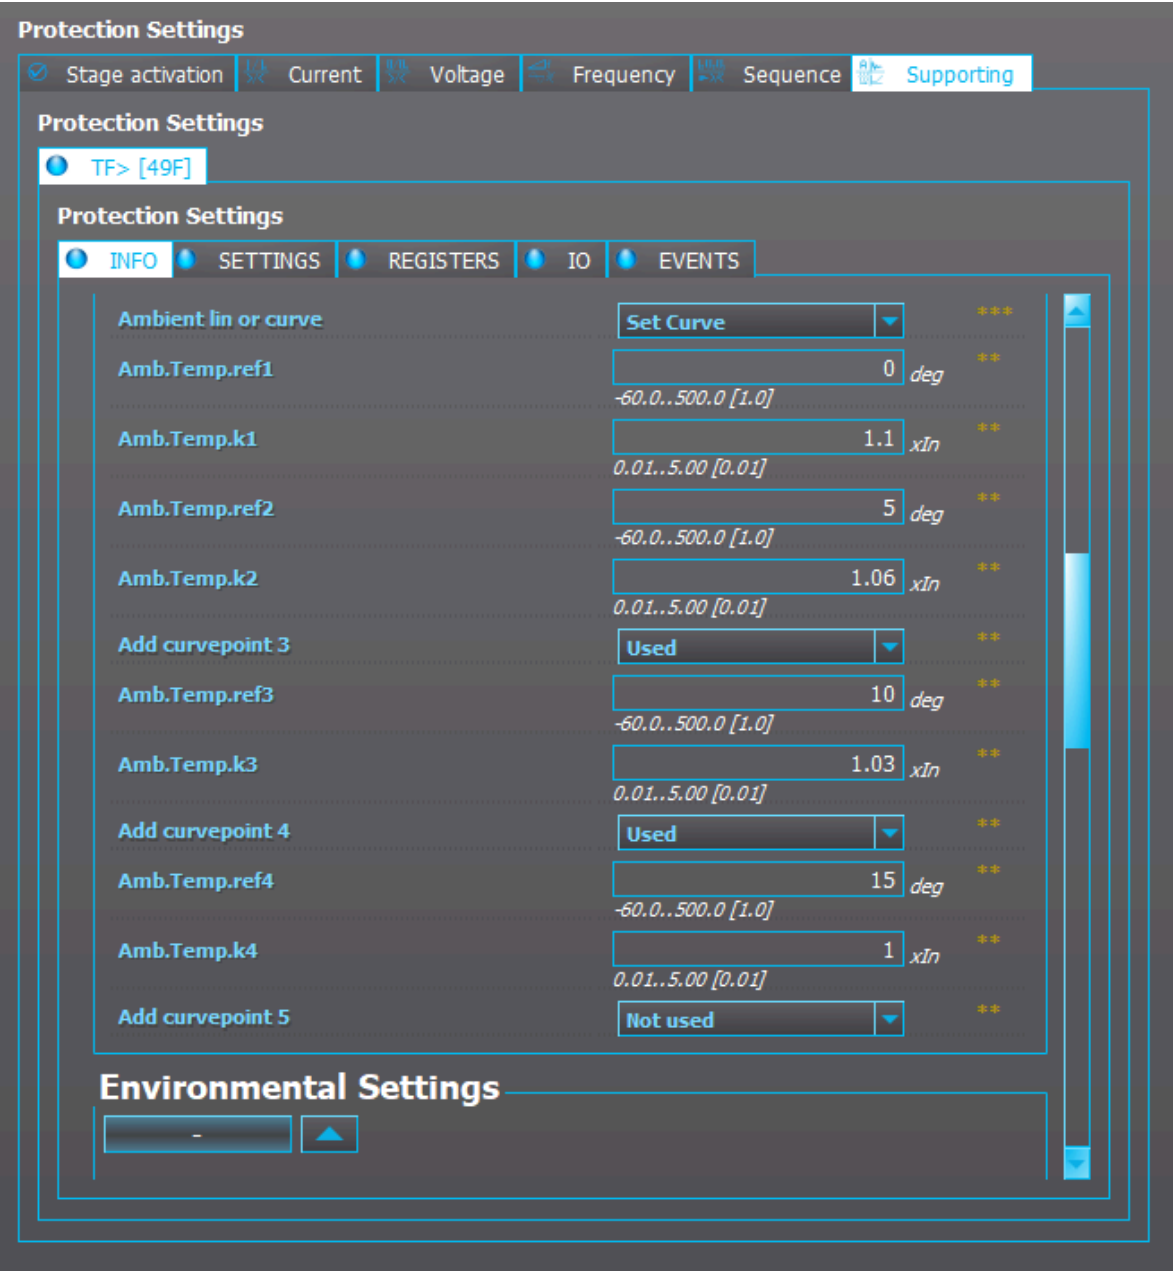 Protection Settings
Stage activation Current Voltage Frequency Sequence Supporting
Protection Settings
TF> [49F]
Protection Settings
INFO SETTINGS REGISTERS IO EVENTS
Ambient lin or curve Set Curve ***
Amb.Temp.ref1 0 deg **
-60.0..500.0 [1.0]
Amb.Temp.k1 1.1 xIn **
0.01..5.00 [0.01]
Amb.Temp.ref2 5 deg **
-60.0..500.0 [1.0]
Amb.Temp.k2 1.06 xIn **
0.01..5.00 [0.01]
Add curvepoint 3 Used **
Amb.Temp.ref3 10 deg **
-60.0..500.0 [1.0]
Amb.Temp.k3 1.03 xIn **
0.01..5.00 [0.01]
Add curvepoint 4 Used **
Amb.Temp.ref4 15 deg **
-60.0..500.0 [1.0]
Amb.Temp.k4 1 xIn **
0.01..5.00 [0.01]
Add curvepoint 5 Not used **
Environmental Settings
-